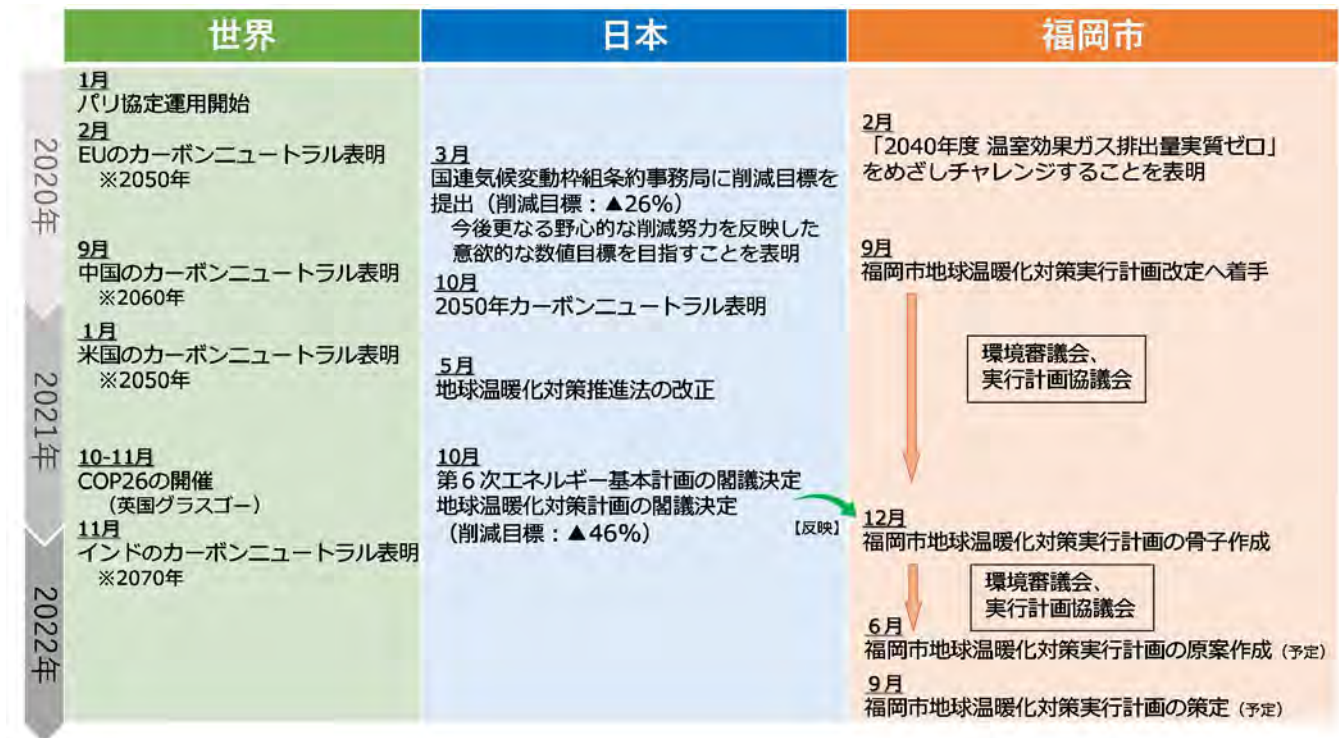 世界
日本
福岡市
2020年
2021年
2022年
1月
パリ協定運用開始
2月
EUのカーボンニュートラル表明
※2050年
9月
中国のカーボンニュートラル表明
※2060年
1月
米国のカーボンニュートラル表明
※2050年
10-11月
COP26の開催
（英国グラスゴー）
11月
インドのカーボンニュートラル表明
※2070年
3月
国連気候変動枠組条約事務局に削減目標を
提出（削減目標：▲26%）
今後更なる野心的な削減努力を反映した
意欲的な数値目標を目指すことを表明
10月
2050年カーボンニュートラル表明
5月
地球温暖化対策推進法の改正
10月
第６次エネルギー基本計画の閣議決定
地球温暖化対策計画の閣議決定
（削減目標：▲46%）
【反映】
2月
「2040年度 温室効果ガス排出量実質ゼロ」
をめざしチャレンジすることを表明
9月
福岡市地球温暖化対策実行計画改定へ着手
環境審議会、
実行計画協議会
12月
福岡市地球温暖化対策実行計画の骨子作成
環境審議会、
実行計画協議会
6月
福岡市地球温暖化対策実行計画の原案作成（予定）
9月
福岡市地球温暖化対策実行計画の策定（予定）